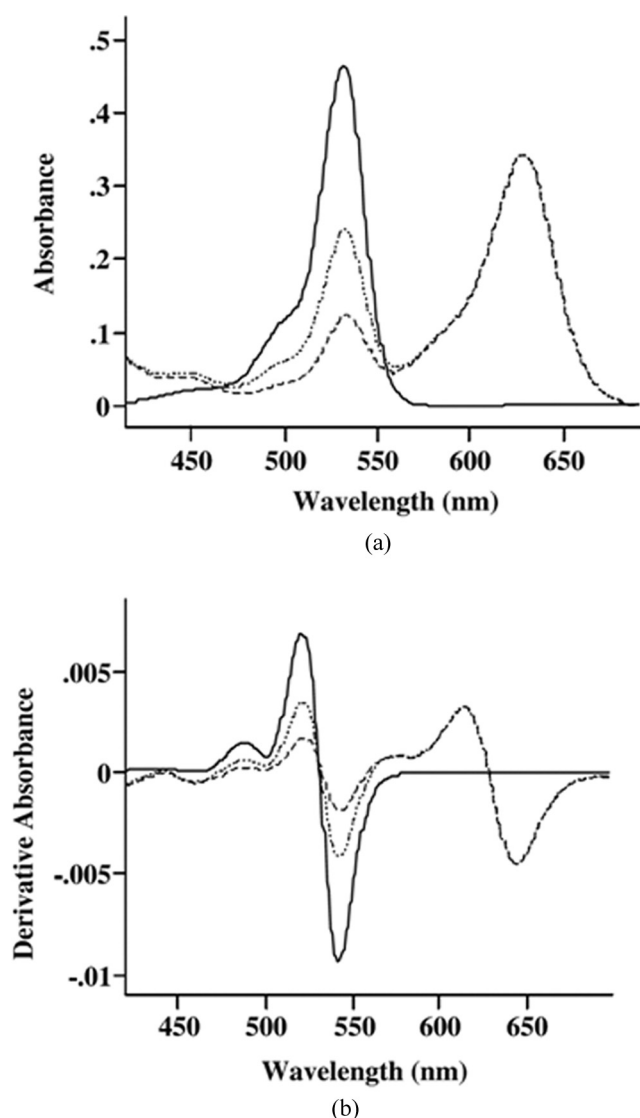 .5
.4
.3
.2
.1
0
Absorbance
450 500 550 600 650
Wavelength (nm)
(a)
.005
0
-.005
-.01
Derivative Absorbance
450 500 550 600 650
Wavelength (nm)
(b)